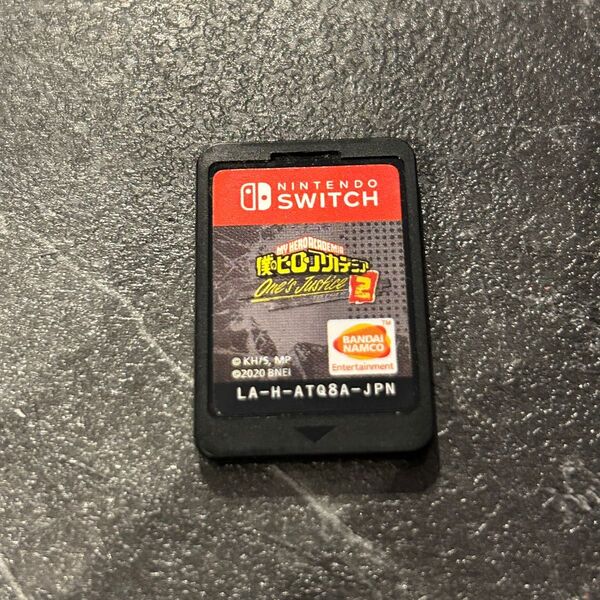 NINTENDO
SWITCH
MY HERO ACADEMIA
僕のヒーローアカデミア
One's Justice 2
TM
BANDAI
NAMCO
Entertainment
© KH/S, MP
©2020 BNEI
LA-H-ATQ8A-JPN